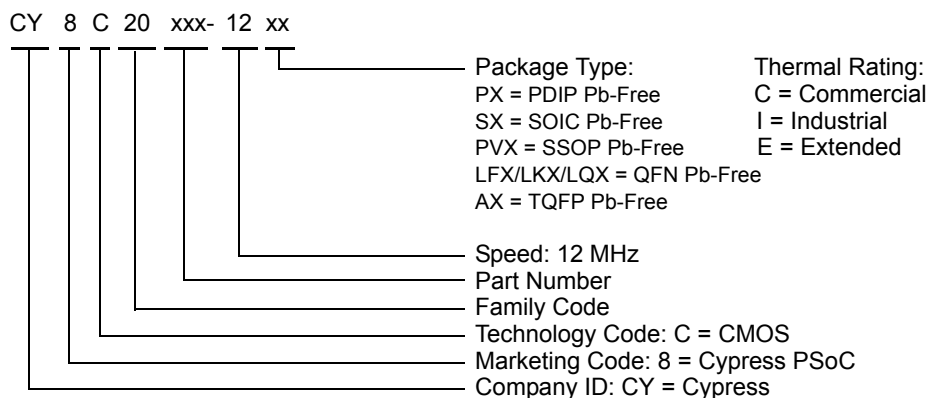 CY 8 C 20 xxx- 12 xx
Package Type: Thermal Rating:
PX = PDIP Pb-Free C = Commercial
SX = SOIC Pb-Free I = Industrial
PVX = SSOP Pb-Free E = Extended
LFX/LKX/LQX = QFN Pb-Free
AX = TQFP Pb-Free
Speed: 12 MHz
Part Number
Family Code
Technology Code: C = CMOS
Marketing Code: 8 = Cypress PSoC
Company ID: CY = Cypress